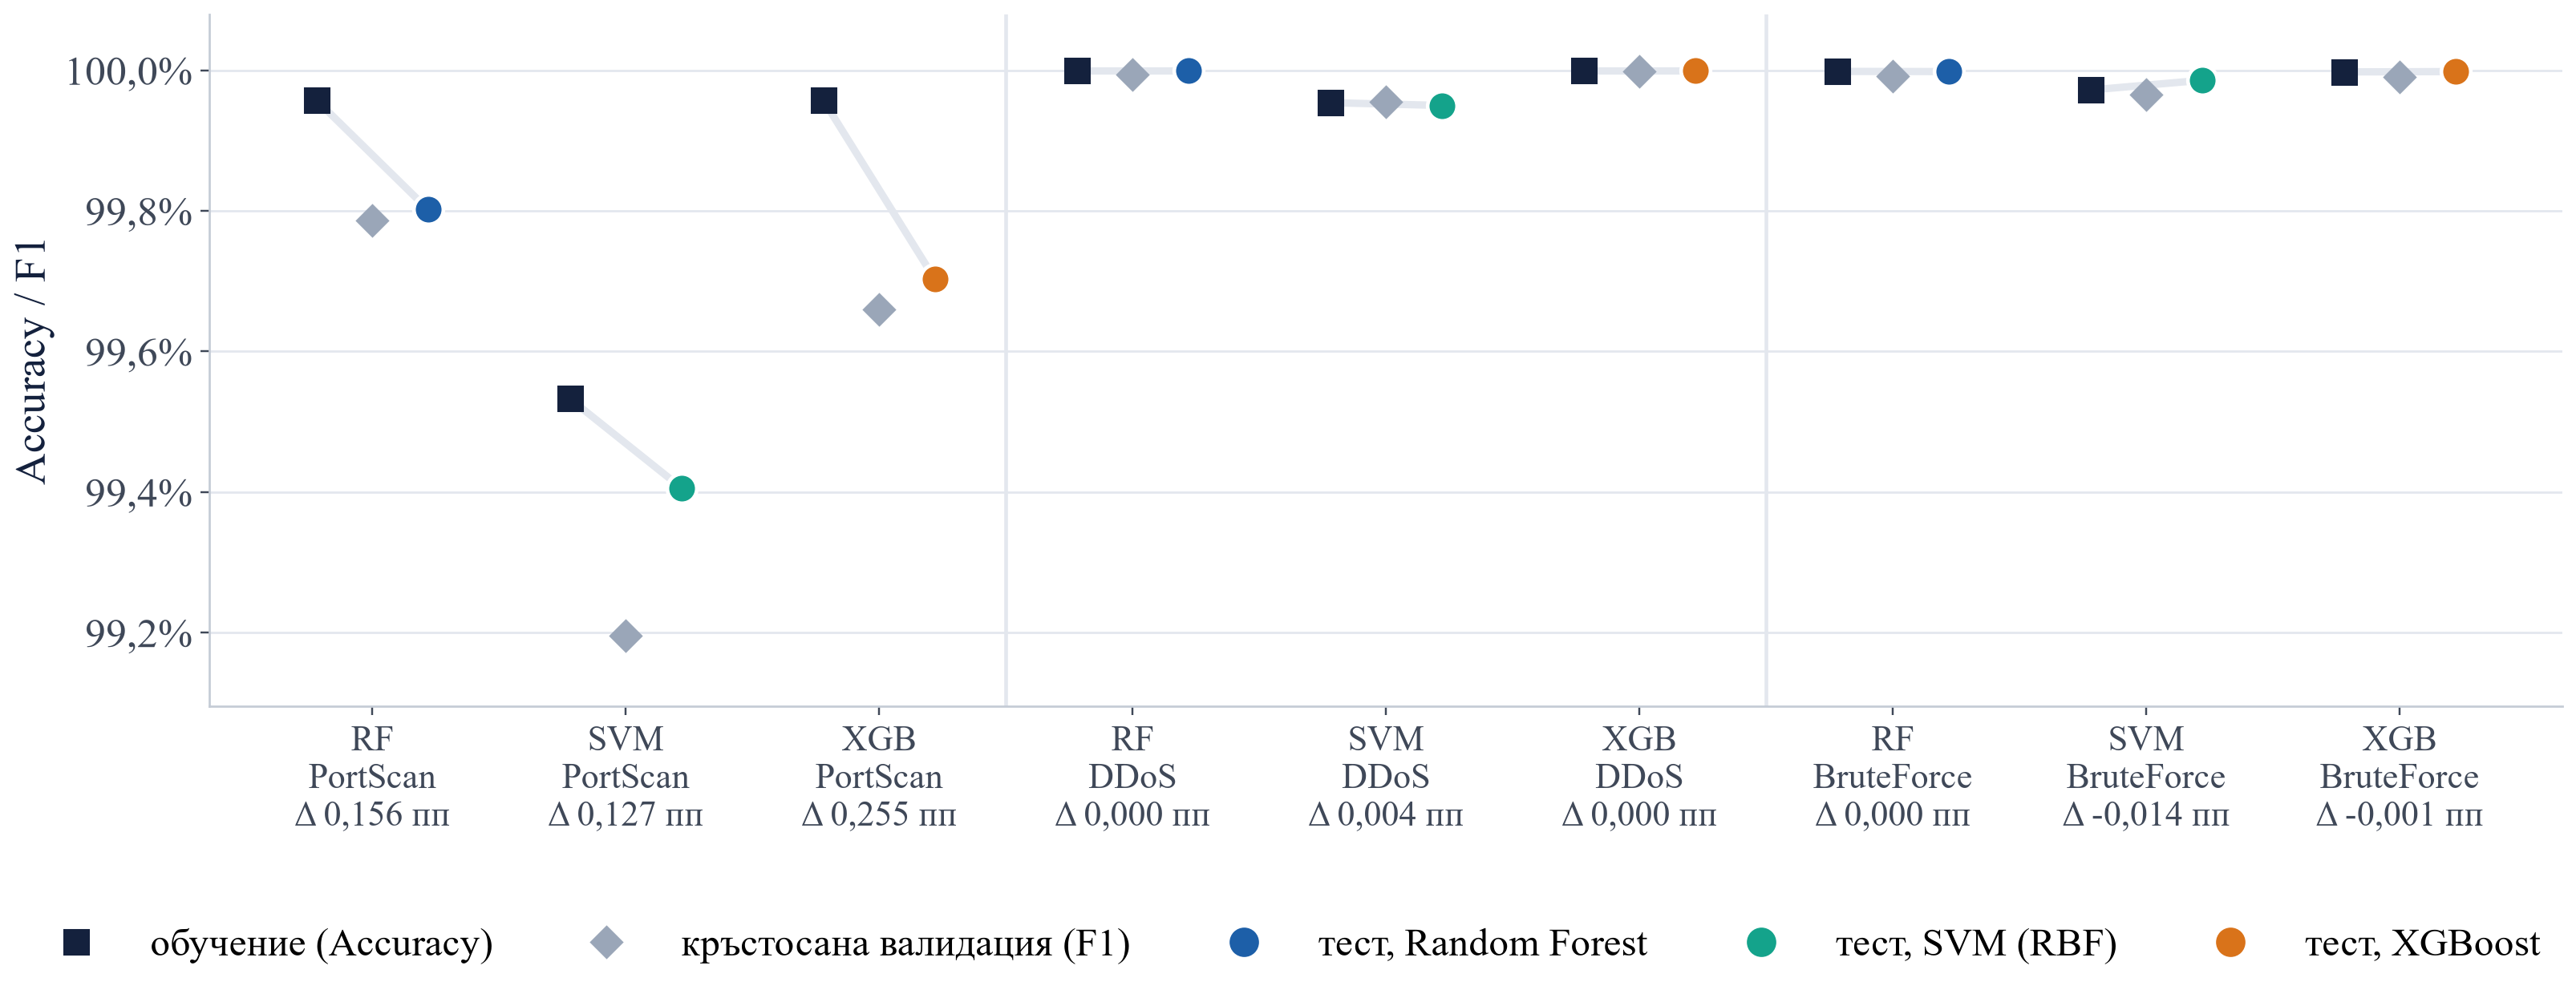 Accuracy / F1
100,0%
99,8%
99,6%
99,4%
99,2%
RF
PortScan
Δ 0,156 пп
SVM
PortScan
Δ 0,127 пп
XGB
PortScan
Δ 0,255 пп
RF
DDoS
Δ 0,000 пп
SVM
DDoS
Δ 0,004 пп
XGB
DDoS
Δ 0,000 пп
RF
BruteForce
Δ 0,000 пп
SVM
BruteForce
Δ -0,014 пп
XGB
BruteForce
Δ -0,001 пп
обучение (Accuracy)
кръстосана валидация (F1)
тест, Random Forest
тест, SVM (RBF)
тест, XGBoost